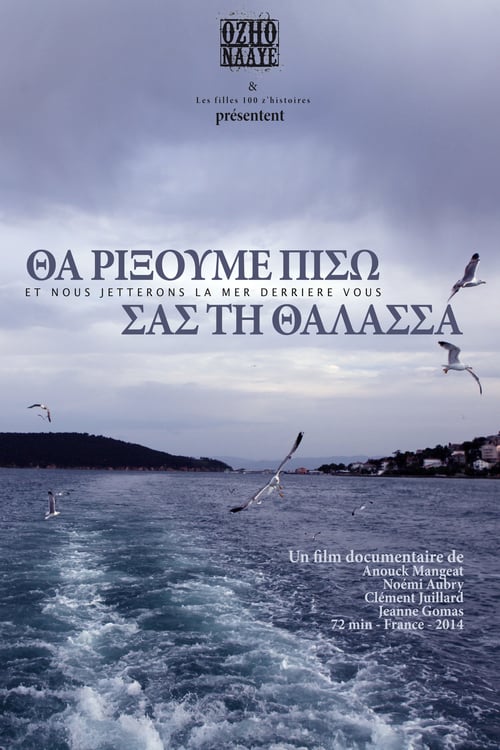 OZHO
NAAYE
&
Les filles 100 z'histoires
présentent
ΘΑ ΡΙΞΟΥΜΕ ΠΙΣΩ
ET NOUS JETTERONS LA MER DERRIERE VOUS
ΣΑΣ ΤΗ ΘΑΛΑΣΣΑ
Un film documentaire de
Anouck Mangeat
Noémi Aubry
Clément Juillard
Jeanne Gomas
72 min - France - 2014